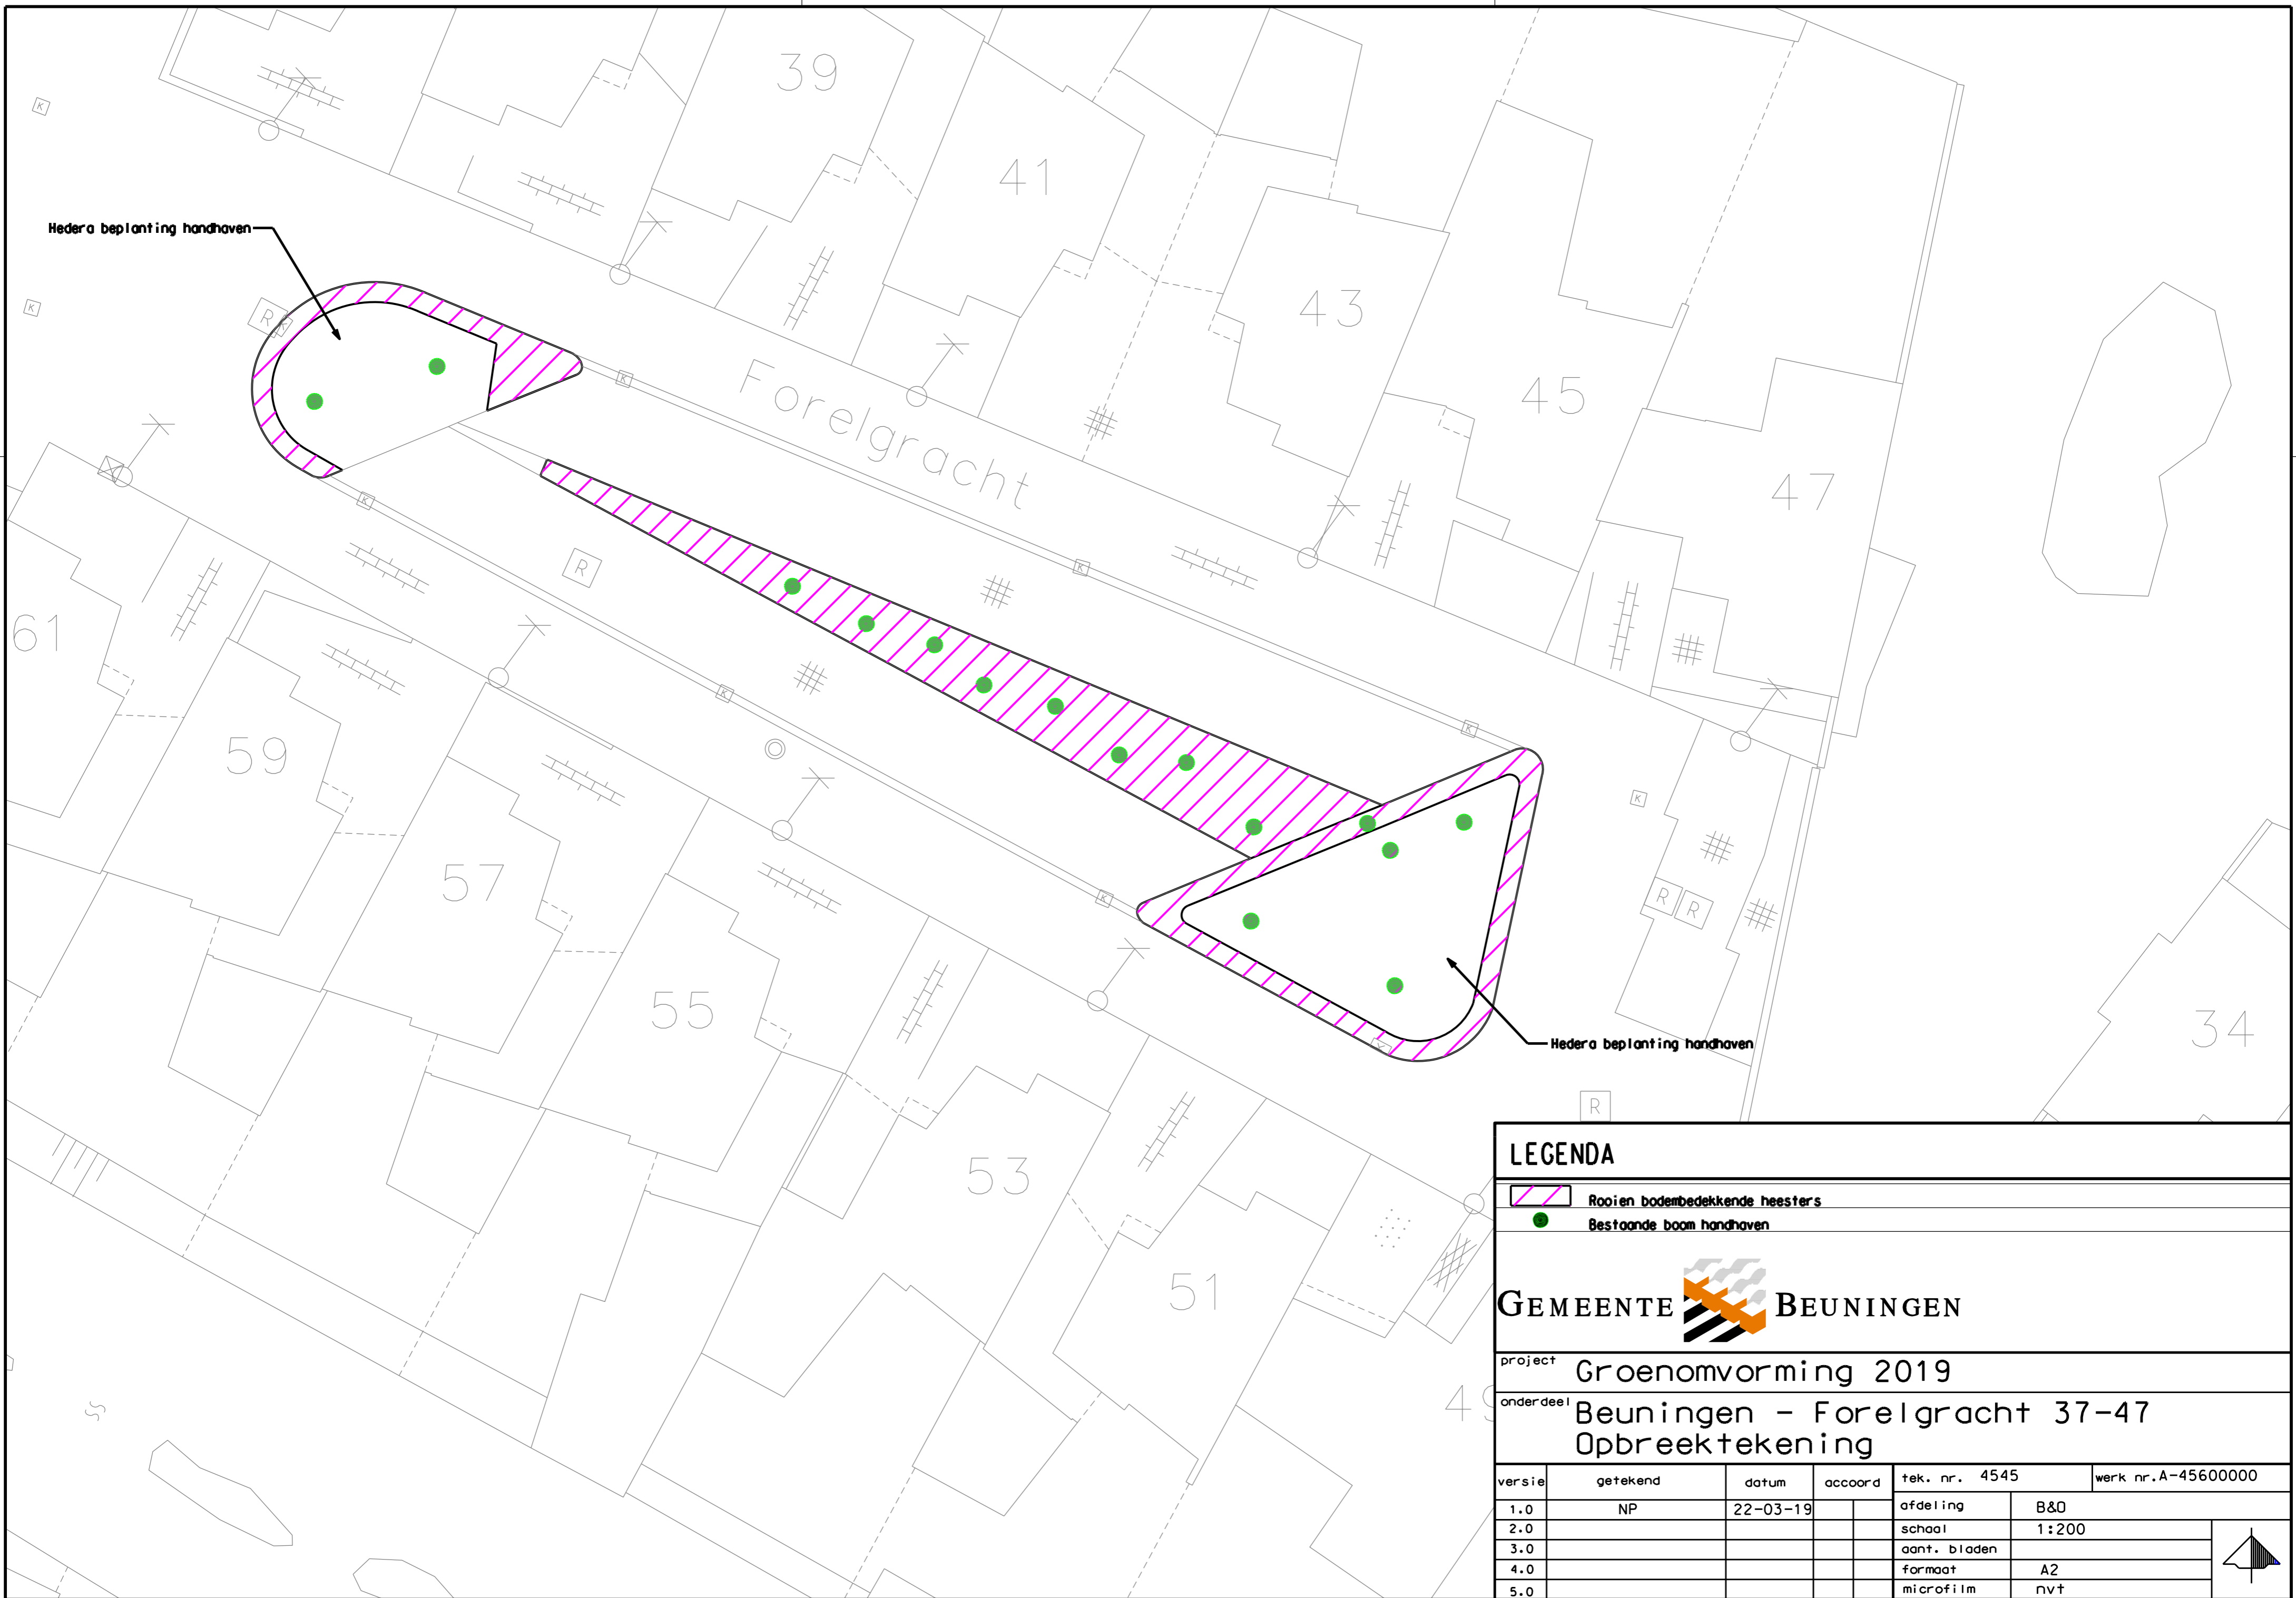 39
41
Hedera beplanting handhaven
43
Forelgracht
45
47
61
59
57
55
53
51
34
49
K
K
R
K
K
K
R
K
K
K
K
K
R
R
R
Hedera beplanting handhaven
LEGENDA
Rooien bodembedekkende heesters
Bestaande boom handhaven
GEMEENTE BEUNINGEN
project Groenomvorming 2019
onderdeel Beuningen - Forelgracht 37-47
Opbreektekening
versie getekend datum accoord tek. nr. 4545 werk nr.A-45600000
1.0 NP 22-03-19 afdeling B&O
2.0 schaal 1:200
3.0 aant. bladen
4.0 formaat A2
5.0 microfilm nvt